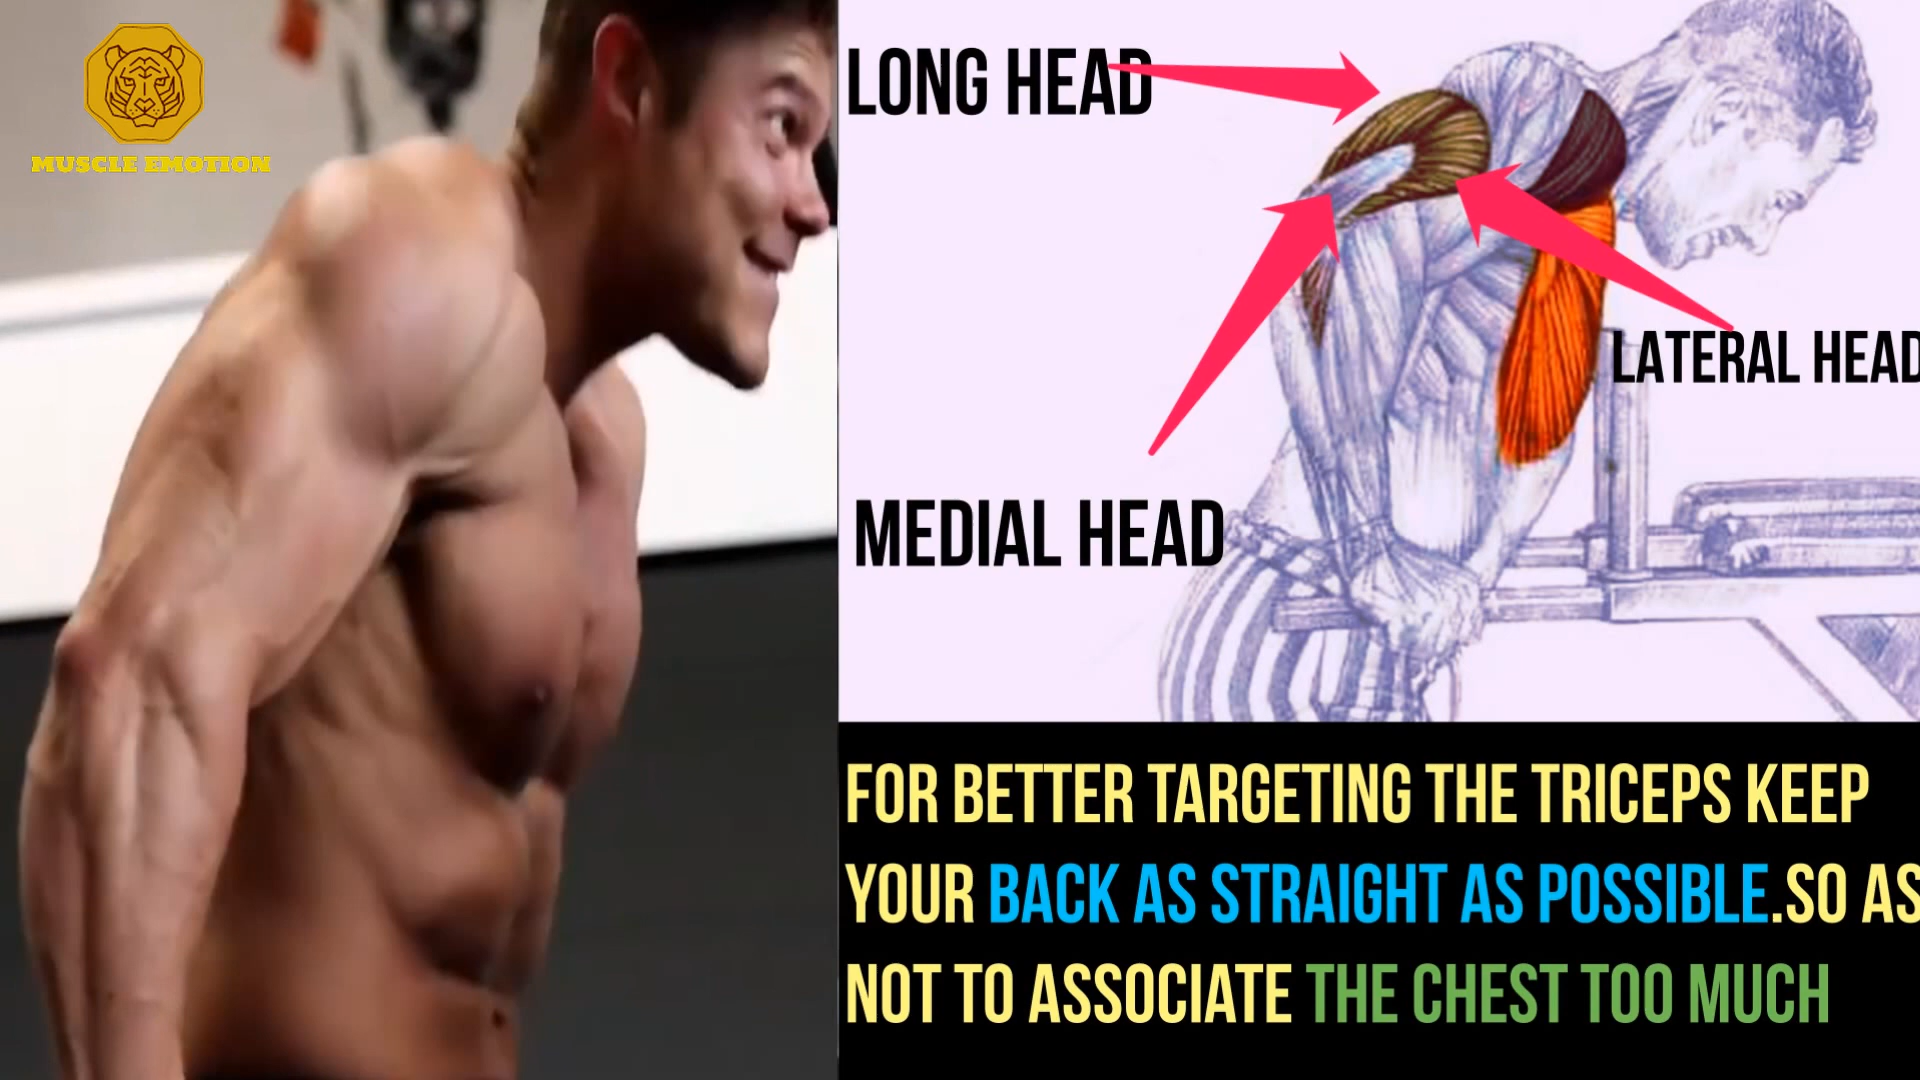 MUSCLE EMOTION
LONG HEAD
LATERAL HEAD
MEDIAL HEAD
FOR BETTER TARGETING THE TRICEPS KEEP
YOUR BACK AS STRAIGHT AS POSSIBLE.SO AS
NOT TO ASSOCIATE THE CHEST TOO MUCH